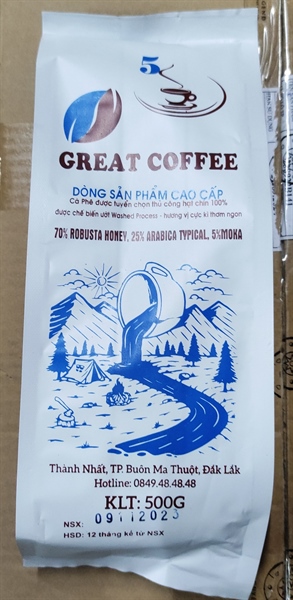 5
GREAT COFFEE
DÒNG SẢN PHẨM CAO CẤP
Cà Phê được tuyển chọn thủ công hạt chín 100%
được chế biến ướt Washed Process - hương vị cực kì thơm ngon
70% ROBUSTA HONEY, 25% ARABICA TYPICAL, 5% MOKA
Thành Nhất, TP. Buôn Ma Thuột, Đắk Lắk
Hotline: 0849.48.48.48
KLT: 500G
NSX: 09112023
HSD: 12 tháng kể từ NSX